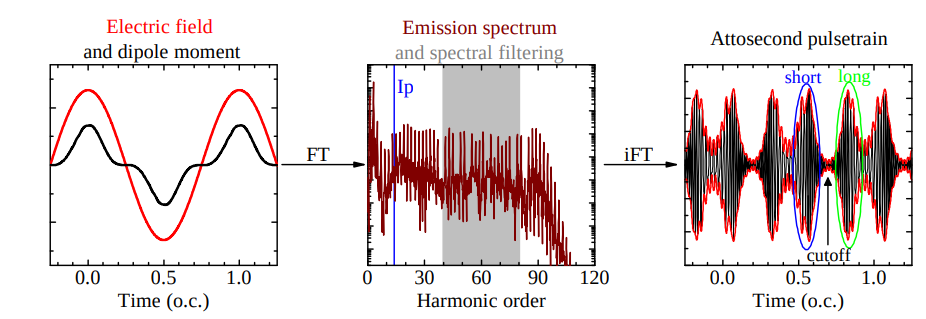 Electric field
and dipole moment
Emission spectrum
and spectral filtering
Attosecond pulsetrain
Ip
short
long
FT
iFT
cutoff
0.0 0.5 1.0
0 30 60 90 120
0.0 0.5 1.0
Time (o.c.)
Harmonic order
Time (o.c.)